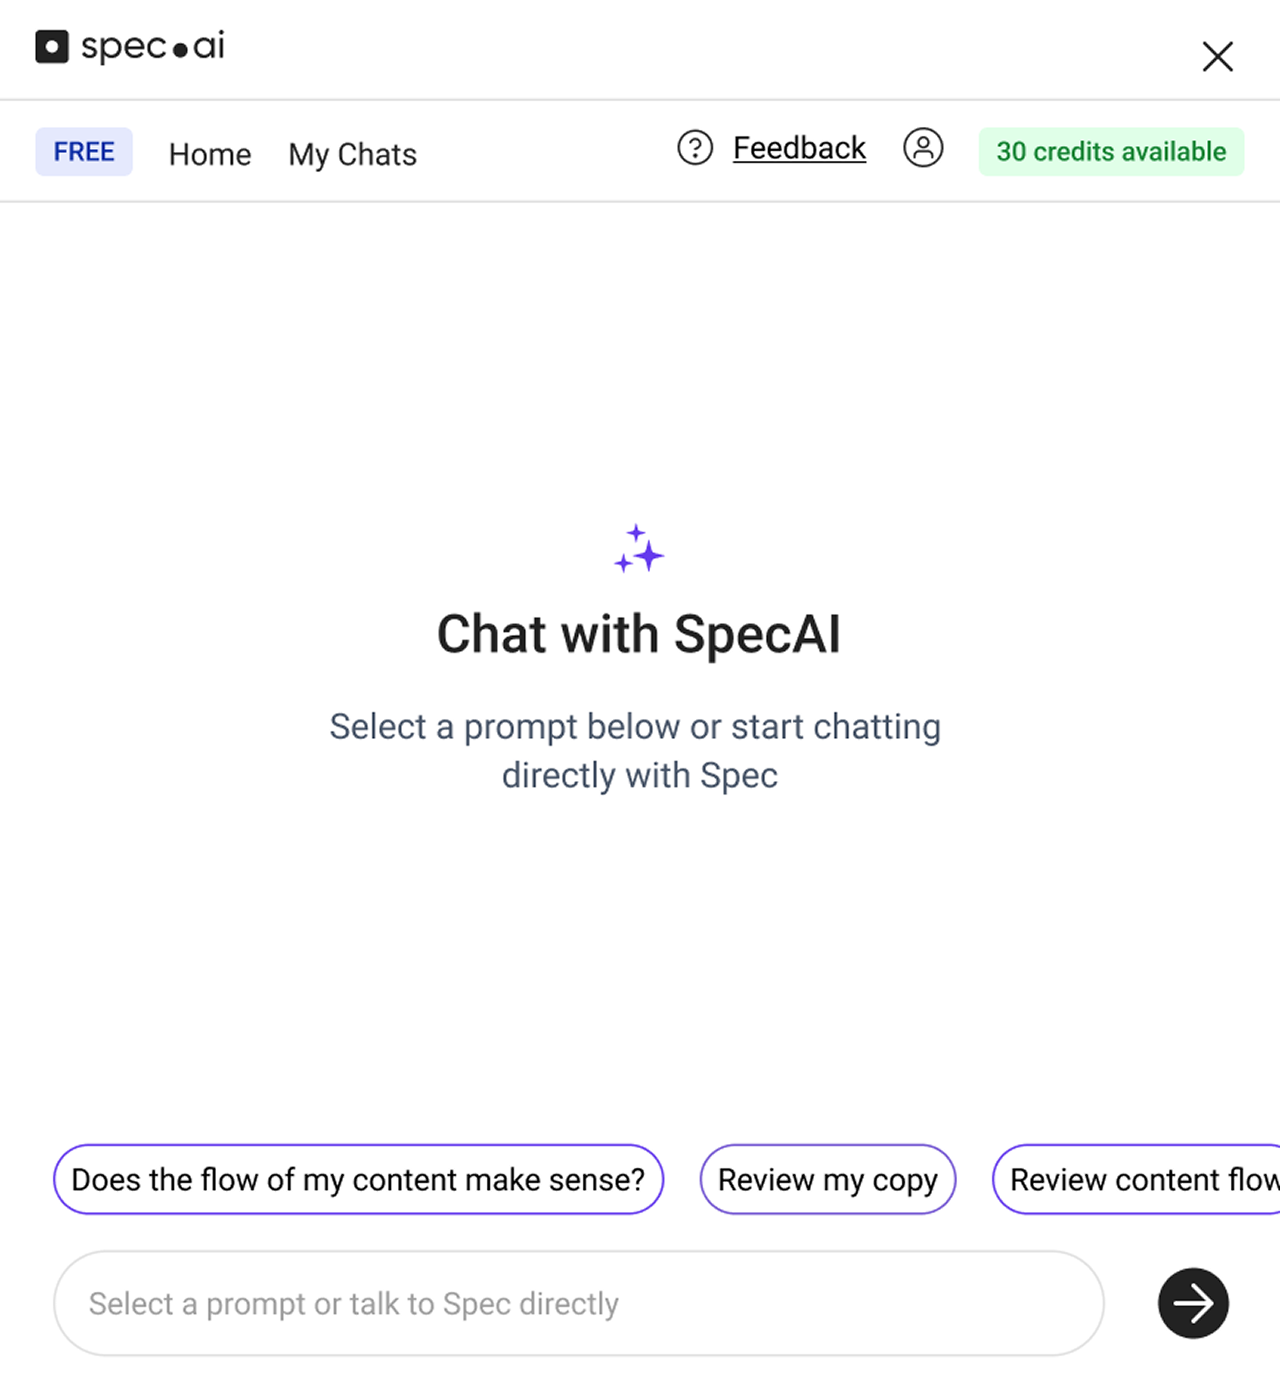 spec.ai
FREE Home My Chats Feedback 30 credits available
Chat with SpecAI
Select a prompt below or start chatting
directly with Spec
Does the flow of my content make sense? Review my copy Review content flow
Select a prompt or talk to Spec directly